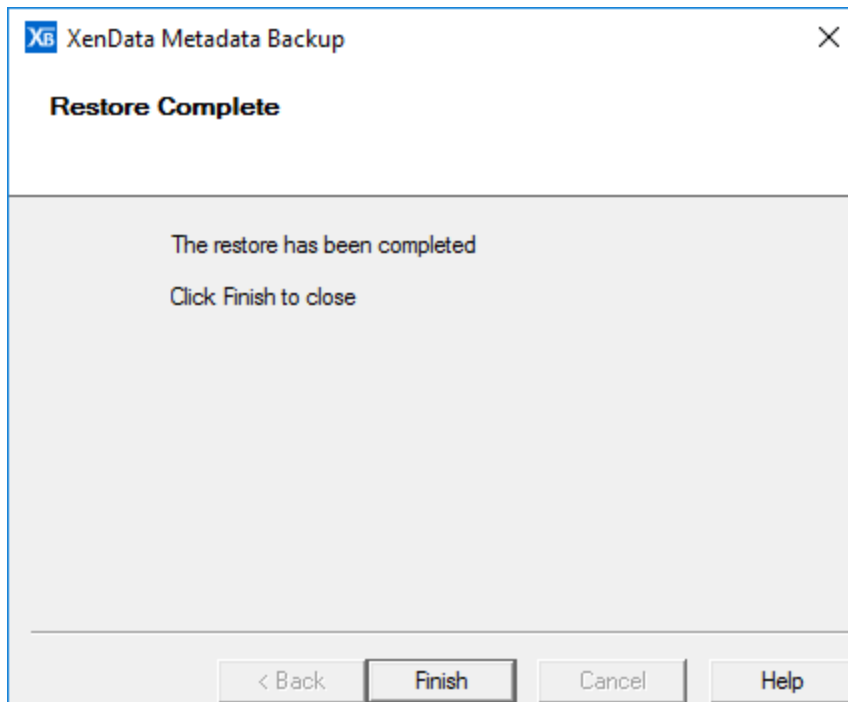 XB XenData Metadata Backup
Restore Complete
The restore has been completed
Click Finish to close
< Back Finish Cancel Help